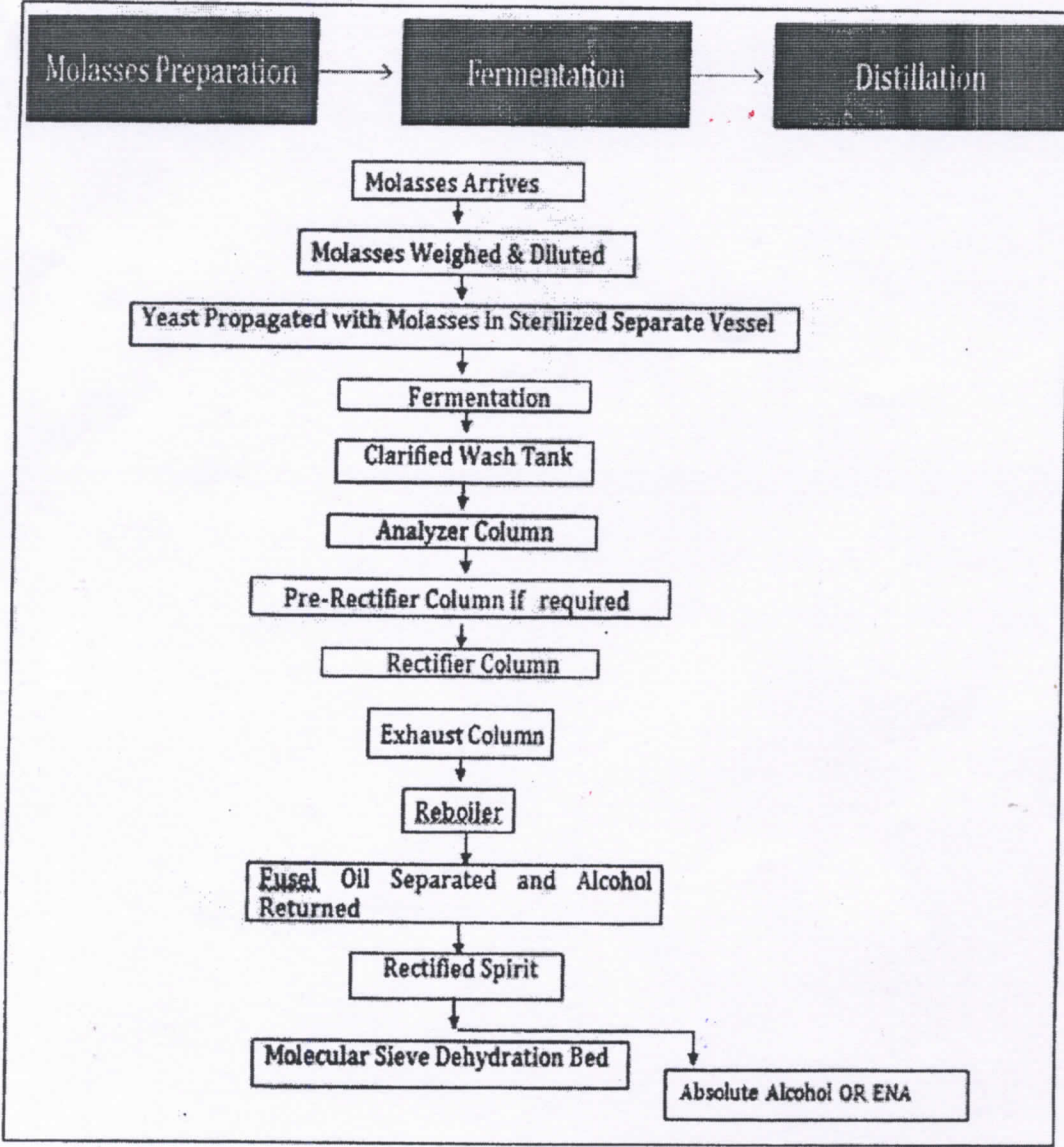 Molasses Preparation
Fermentation
Distillation
Molasses Arrives
Molasses Weighed & Diluted
Yeast Propagated with Molasses in Sterilized Separate Vessel
Fermentation
Clarified Wash Tank
Analyzer Column
Pre-Rectifier Column if required
Rectifier Column
Exhaust Column
Reboiler
Fusel Oil Separated and Alcohol
Returned
Rectified Spirit
Molecular Sieve Dehydration Bed
Absolute Alcohol OR ENA